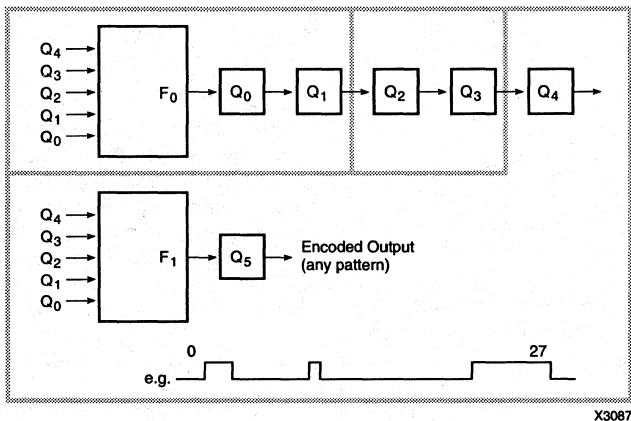 Q4
Q3
Q2
Q1
Q0
F0
Q0
Q1
Q2
Q3
Q4
Q4
Q3
Q2
Q1
Q0
F1
Q5
Encoded Output
(any pattern)
0
27
e.g.
X3087